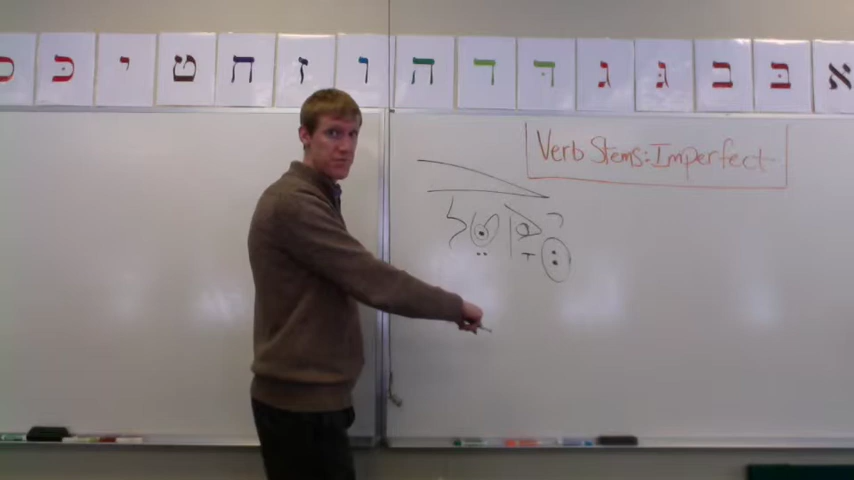 א בּ ב גּ ג דּ ד ה ו ז ח ט י כּ כ
Verb Stems: Imperfect
יְקַטֵּל